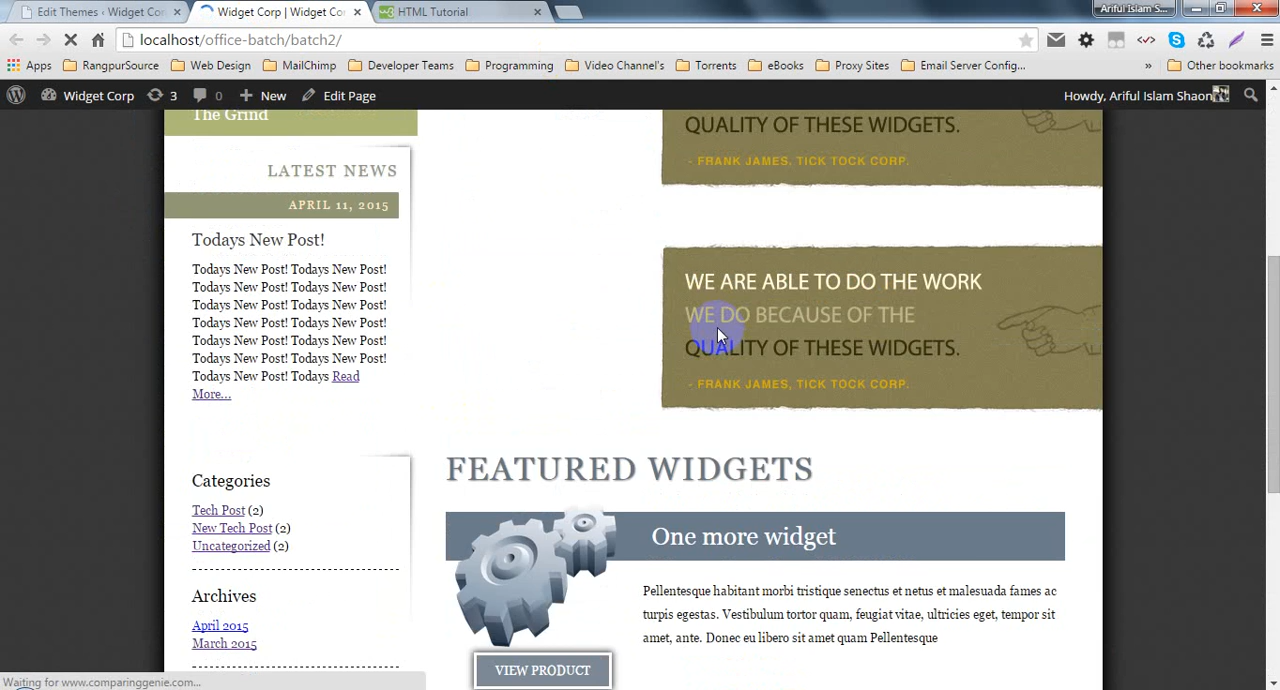 Edit Themes ‹ Widget Cor
Widget Corp | Widget Cor
HTML Tutorial
Ariful Islam S...
localhost/office-batch/batch2/
Apps
RangpurSource
Web Design
MailChimp
Developer Teams
Programming
Video Channel's
Torrents
eBooks
Proxy Sites
Email Server Config...
»
Other bookmarks
Widget Corp
3
0
New
Edit Page
Howdy, Ariful Islam Shaon
The Grind
LATEST NEWS
APRIL 11, 2015
Todays New Post!
Todays New Post! Todays New Post!
Todays New Post! Todays New Post!
Todays New Post! Todays New Post!
Todays New Post! Todays New Post!
Todays New Post! Todays New Post!
Todays New Post! Todays New Post!
Todays New Post! Todays Read
More...
Categories
Tech Post (2)
New Tech Post (2)
Uncategorized (2)
Archives
April 2015
March 2015
QUALITY OF THESE WIDGETS.
- FRANK JAMES. TICK TOCK CORP.
WE ARE ABLE TO DO THE WORK
WE DO BECAUSE OF THE
QUALITY OF THESE WIDGETS.
- FRANK JAMES, TICK TOCK CORP.
FEATURED WIDGETS
One more widget
Pellentesque habitant morbi tristique senectus et netus et malesuada fames ac
turpis egestas. Vestibulum tortor quam, feugiat vitae, ultricies eget, tempor sit
amet, ante. Donec eu libero sit amet quam Pellentesque
VIEW PRODUCT
Waiting for www.comparinggenie.com...